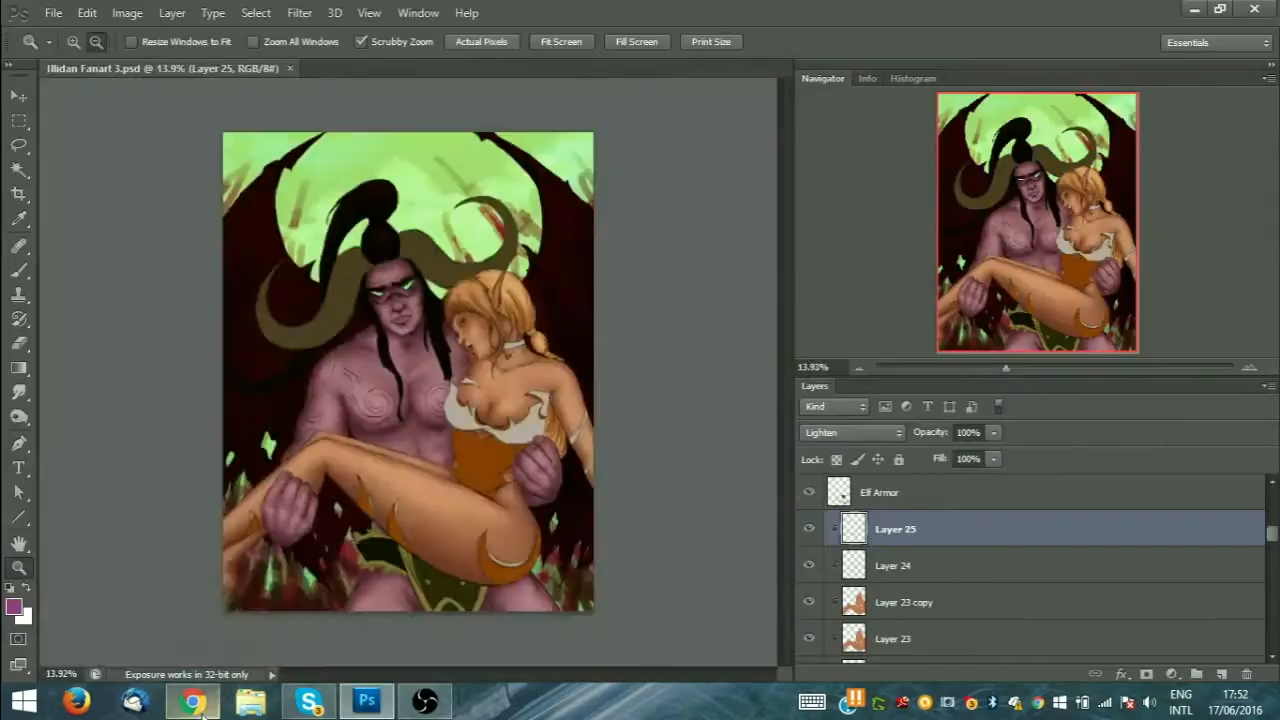 Ps File Edit Image Layer Type Select Filter 3D View Window Help
Resize Windows to Fit Zoom All Windows Scrubby Zoom Actual Pixels Fit Screen Fill Screen Print Size Essentials
Illidan Fanart 3.psd @ 13.9% (Layer 25, RGB/8#) ×
Navigator Info Histogram
13.93%
Layers
Kind
Lighten Opacity: 100%
Lock: Fill: 100%
Elf Armor
Layer 25
Layer 24
Layer 23 copy
Layer 23
13.92% Exposure works in 32-bit only
ENG 17:52
INTL 17/06/2016